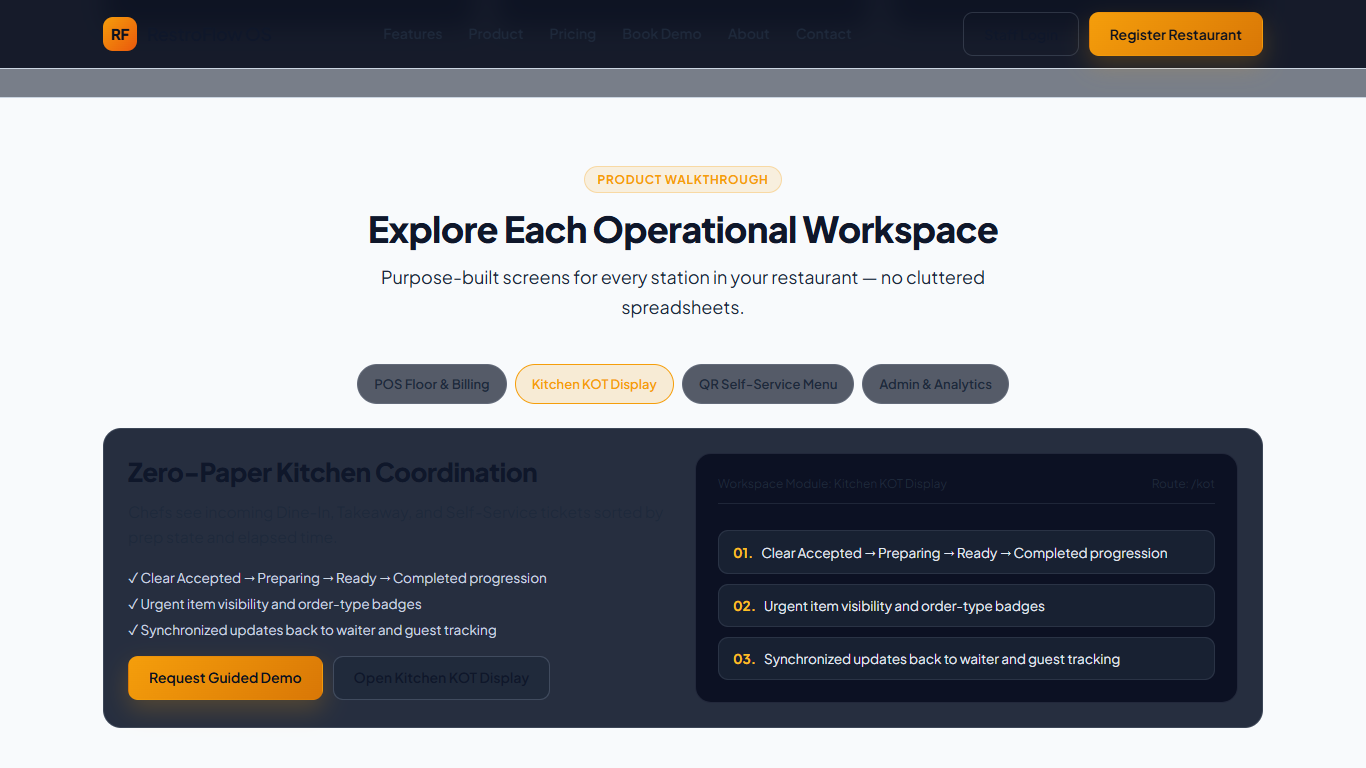 RF
Features Product Pricing Book Demo About Contact
Register Restaurant
PRODUCT WALKTHROUGH
Explore Each Operational Workspace
Purpose-built screens for every station in your restaurant — no cluttered
spreadsheets.
POS Floor & Billing
Kitchen KOT Display
QR Self-Service Menu
Admin & Analytics
Zero-Paper Kitchen Coordination
Chefs see incoming Dine-In, Takeaway, and Self-Service tickets sorted by
prep state and elapsed time.
✓ Clear Accepted → Preparing → Ready → Completed progression
✓ Urgent item visibility and order-type badges
✓ Synchronized updates back to waiter and guest tracking
Request Guided Demo
Open Kitchen KOT Display
Workspace Module: Kitchen KOT Display
Route: /kot
01. Clear Accepted → Preparing → Ready → Completed progression
02. Urgent item visibility and order-type badges
03. Synchronized updates back to waiter and guest tracking